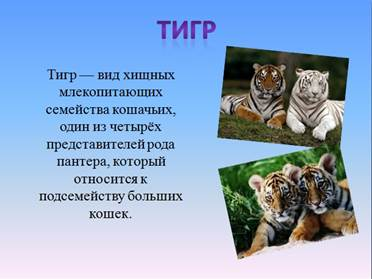 ТИГР
Тигр — вид хищных
млекопитающих
семейства кошачьих,
один из четырёх
представителей рода
пантера, который
относится к
подсемейству больших
кошек.